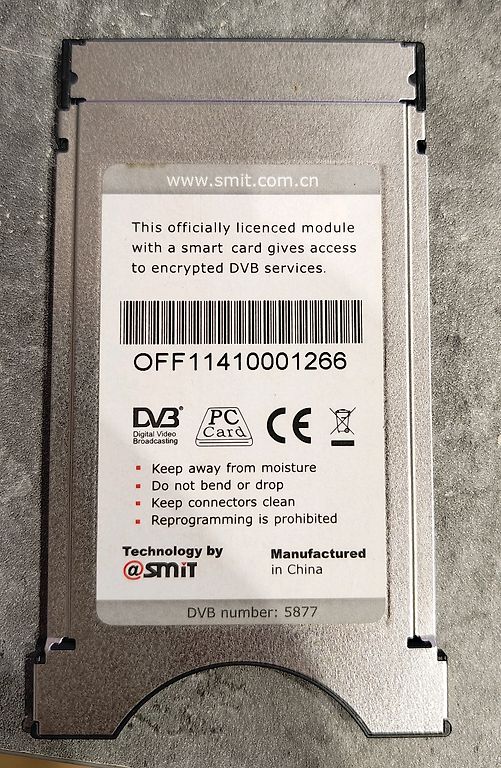 www.smit.com.cn
This officially licenced module
with a smart card gives access
to encrypted DVB services.
OFF11410001266
DVB®
Digital Video
Broadcasting
PC
Card
CE
Keep away from moisture
Do not bend or drop
Keep connectors clean
Reprogramming is prohibited
Technology by
@SMiT
Manufactured
in China
DVB number: 5877